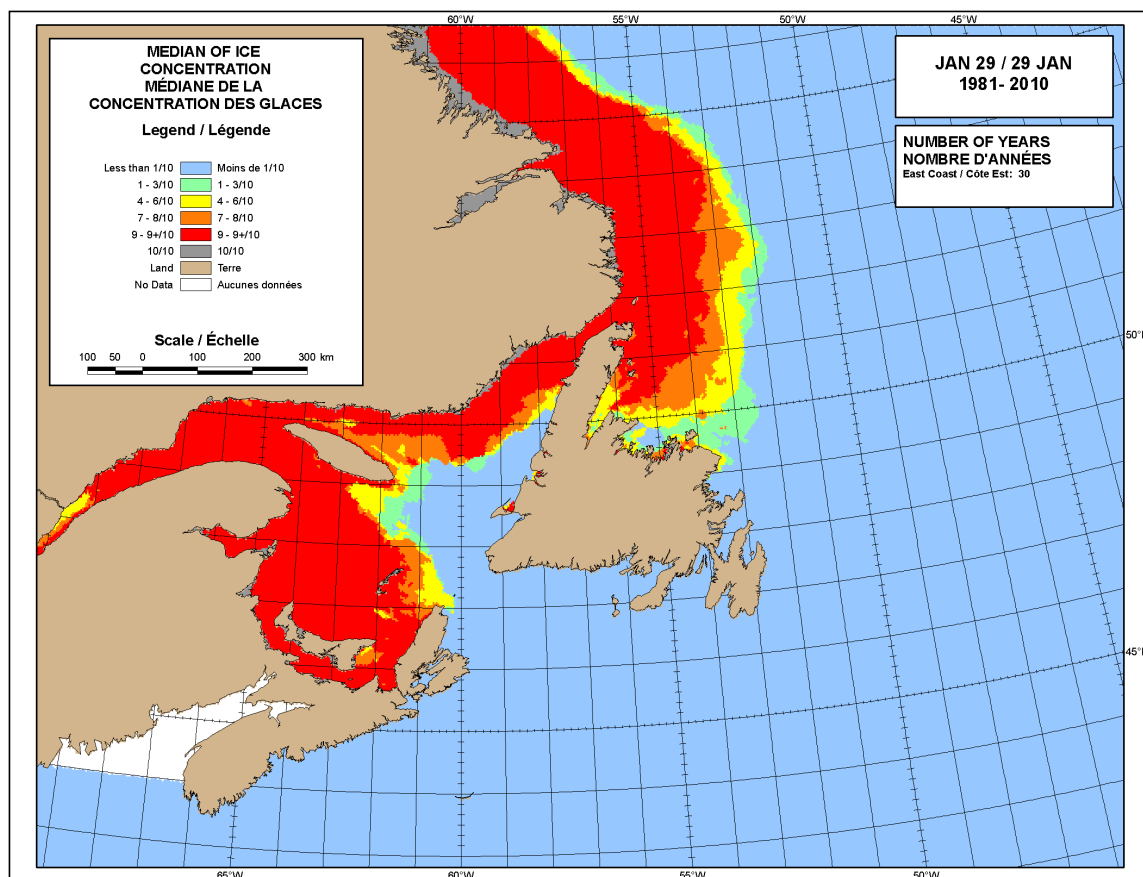 60°W 55°W 50°W 45°W
MEDIAN OF ICE
CONCENTRATION
MÉDIANE DE LA
CONCENTRATION DES GLACES
Legend / Légende
Less than 1/10 Moins de 1/10
1 - 3/10 1 - 3/10
4 - 6/10 4 - 6/10
7 - 8/10 7 - 8/10
9 - 9+/10 9 - 9+/10
10/10 10/10
Land Terre
No Data Aucunes données
Scale / Échelle
100 50 0 100 200 300 km
JAN 29 / 29 JAN
1981- 2010
NUMBER OF YEARS
NOMBRE D'ANNÉES
East Coast / Côte Est: 30
50°N
45°N
65°W 60°W 55°W 50°W